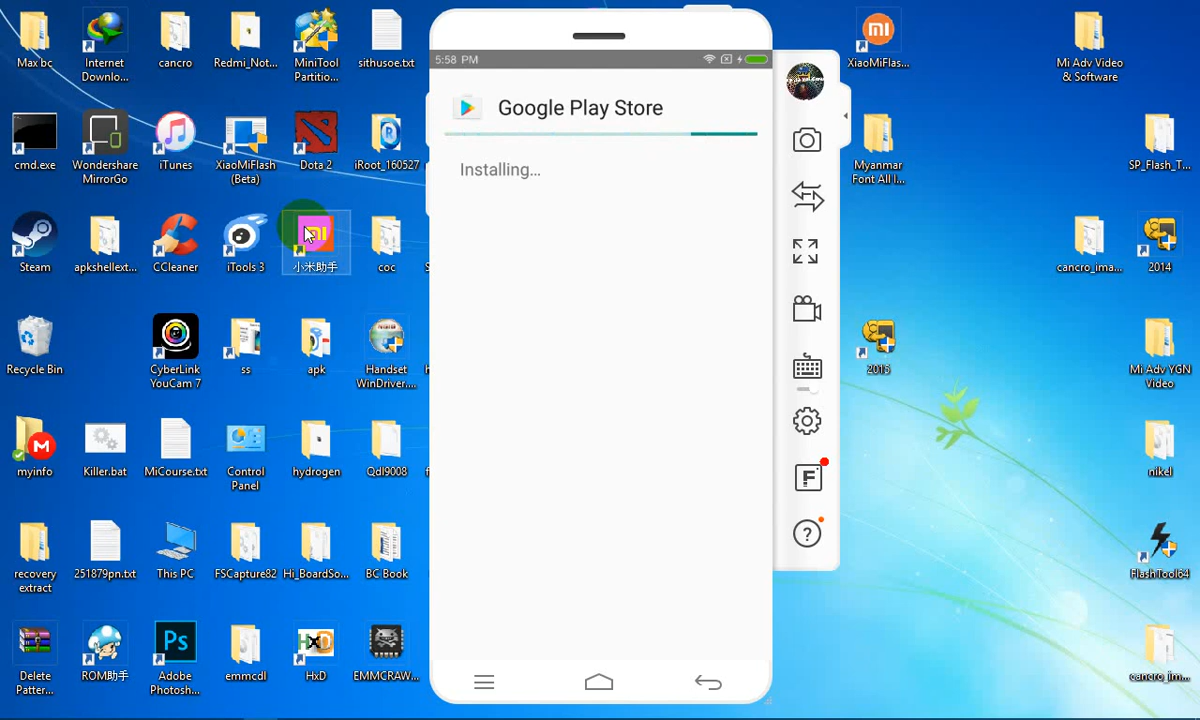 Max bc
Internet
Downlo...
cancro
Redmi_Not...
MiniTool
Partitio...
sithusoe.txt
cmd.exe
Wondershare
MirrorGo
iTunes
XiaoMiFlash
(Beta)
Dota 2
iRoot_160527
Steam
apkshellext...
CCleaner
iTools 3
小米助手
coc
Recycle Bin
CyberLink
YouCam 7
ss
apk
Handset
WinDriver....
myinfo
Killer.bat
MiCourse.txt
Control
Panel
hydrogen
Qdl9008
recovery
extract
251879pn.txt
This PC
FSCapture82
Hi_BoardSo...
BC Book
Delete
Patter...
ROM助手
Adobe
Photosh...
emmcdl
HxD
EMMCRAW...
5:58 PM
Google Play Store
Installing...
XiaoMiFlas...
Mi Adv Video
& Software
Myanmar
Font All I...
SP_Flash_T...
cancro_ima...
2014
2015
Mi Adv YGN
Video
nikel
FlashTool64
cancro_im...